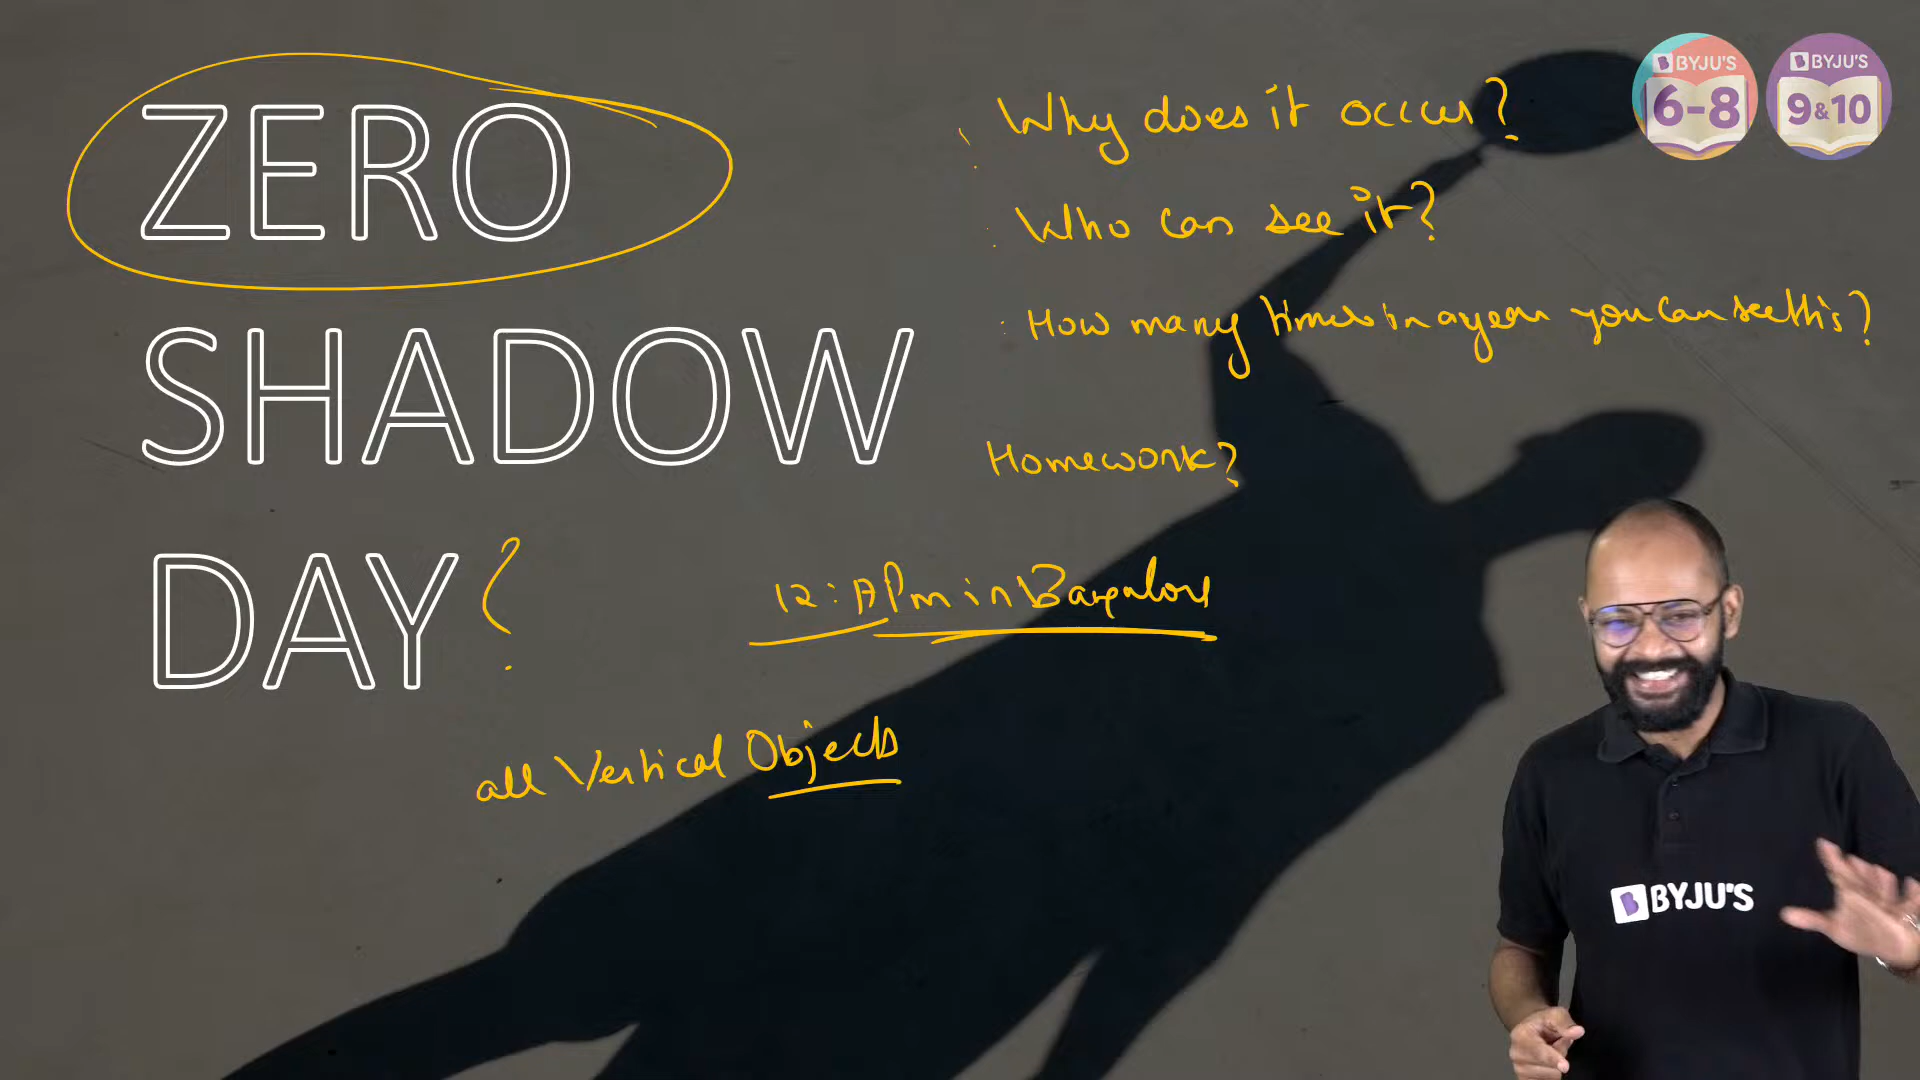 ZERO
SHADOW
DAY?
Why does it occur?
Who can see it?
How many times in a year you can see this?
Homework?
12:17 Pm in Bangalore
all Vertical Objects
BYJU'S
6-8
BYJU'S
9&10
BYJU'S